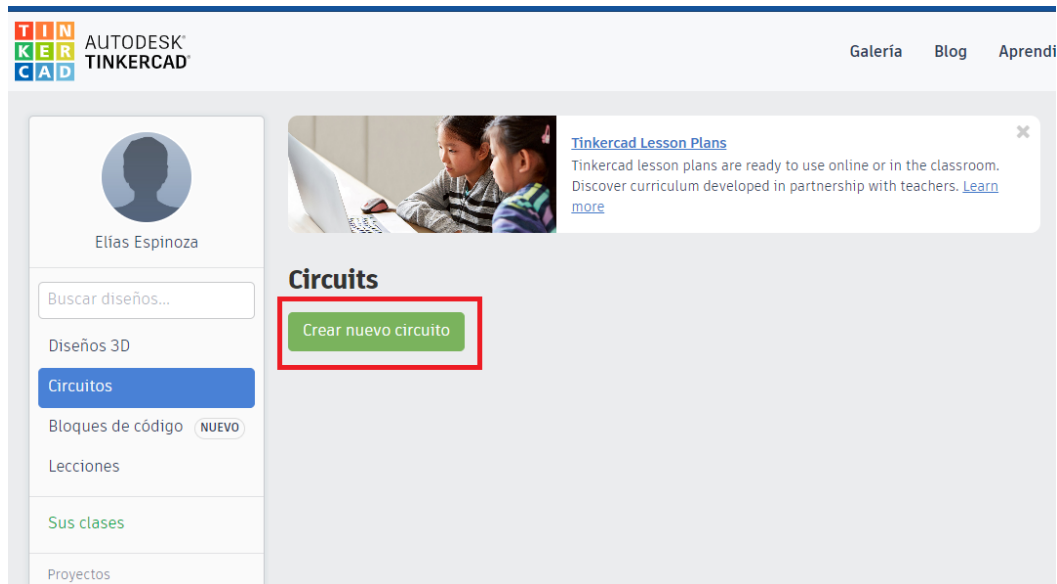 TIN
KER
CAD
AUTODESK®
TINKERCAD®
Galería Blog Aprendi
Elías Espinoza
Buscar diseños...
Diseños 3D
Circuitos
Bloques de código NUEVO
Lecciones
Sus clases
Proyectos
Tinkercad Lesson Plans
Tinkercad lesson plans are ready to use online or in the classroom.
Discover curriculum developed in partnership with teachers. Learn
more
Circuits
Crear nuevo circuito